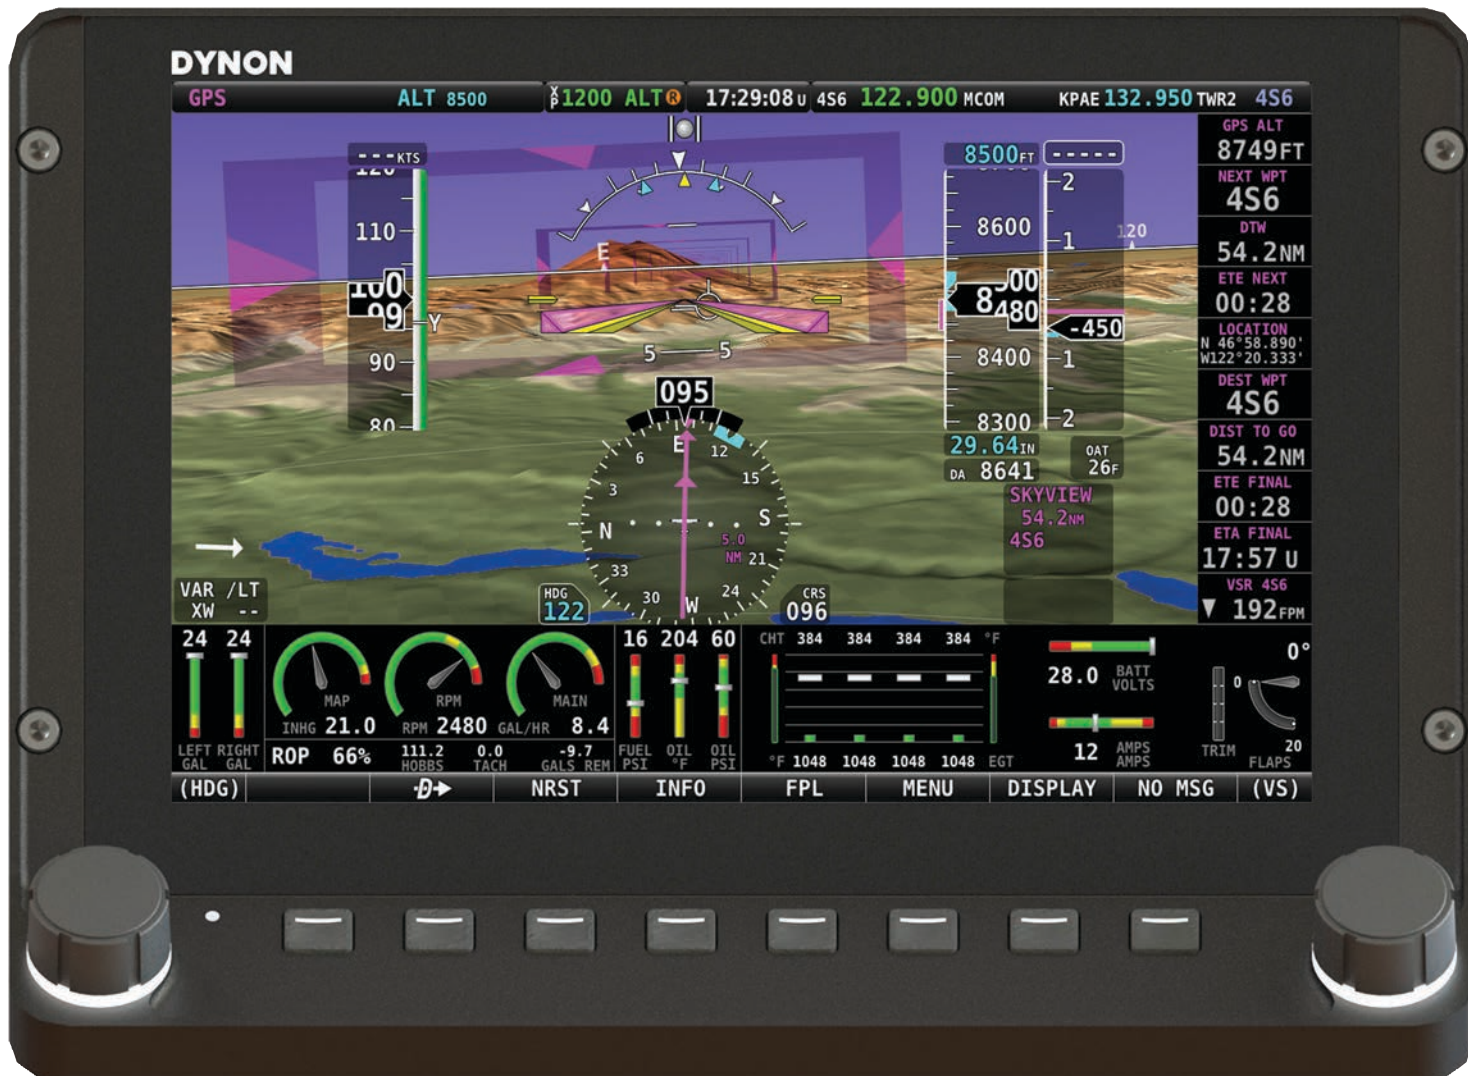 DYNON
GPS ALT 8500 XP 1200 ALT R 17:29:08 U 4S6 122.900 MCOM KPAE 132.950 TWR2 4S6
GPS ALT
8749FT
NEXT WPT
4S6
DTW
54.2NM
ETE NEXT
00:28
LOCATION
N 46°58.890'
W122°20.333'
DEST WPT
4S6
DIST TO GO
54.2NM
ETE FINAL
00:28
ETA FINAL
17:57 U
VSR 4S6
192FPM
---KTS
120
110
100
99
Y
90
80
E
5 5
8500FT -----
8700
8600
8500
8480
8400
8300
2
1
-450
1
2
120
29.64IN
DA 8641
OAT
26F
SKYVIEW
54.2NM
4S6
095
E 12 15 S 21 24 W 30 33 N 3 6
5.0
NM
HDG
122
CRS
096
VAR /LT
XW --
24 24
LEFT RIGHT
GAL GAL
MAP
INHG 21.0
RPM
RPM 2480
MAIN
GAL/HR 8.4
ROP 66%
111.2 0.0 -9.7
HOBBS TACH GALS REM
16 204 60
FUEL OIL OIL
PSI °F PSI
CHT 384 384 384 384 °F
°F 1048 1048 1048 1048 EGT
28.0 BATT
VOLTS
12 AMPS
AMPS
TRIM
0°
0
20
FLAPS
(HDG) D NRST INFO FPL MENU DISPLAY NO MSG (VS)